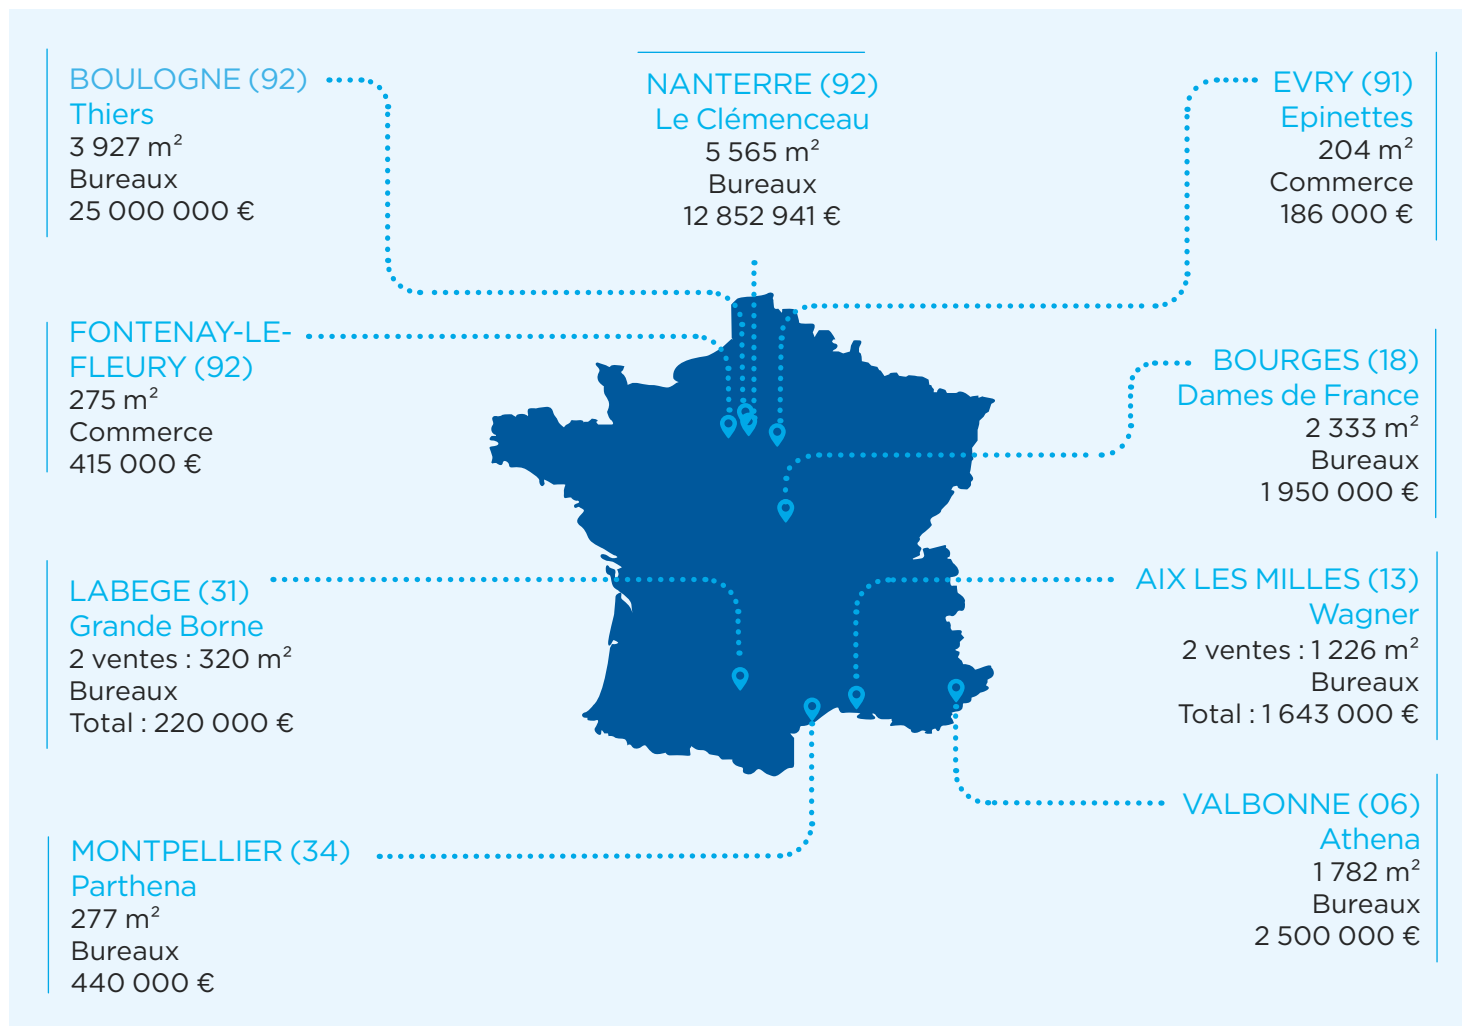 BOULOGNE (92)
Thiers
3 927 m²
Bureaux
25 000 000 €
NANTERRE (92)
Le Clémenceau
5 565 m²
Bureaux
12 852 941 €
EVRY (91)
Epinettes
204 m²
Commerce
186 000 €
FONTENAY-LE-
FLEURY (92)
275 m²
Commerce
415 000 €
BOURGES (18)
Dames de France
2 333 m²
Bureaux
1 950 000 €
LABEGE (31)
Grande Borne
2 ventes : 320 m²
Bureaux
Total : 220 000 €
AIX LES MILLES (13)
Wagner
2 ventes : 1 226 m²
Bureaux
Total : 1 643 000 €
MONTPELLIER (34)
Parthena
277 m²
Bureaux
440 000 €
VALBONNE (06)
Athena
1 782 m²
Bureaux
2 500 000 €